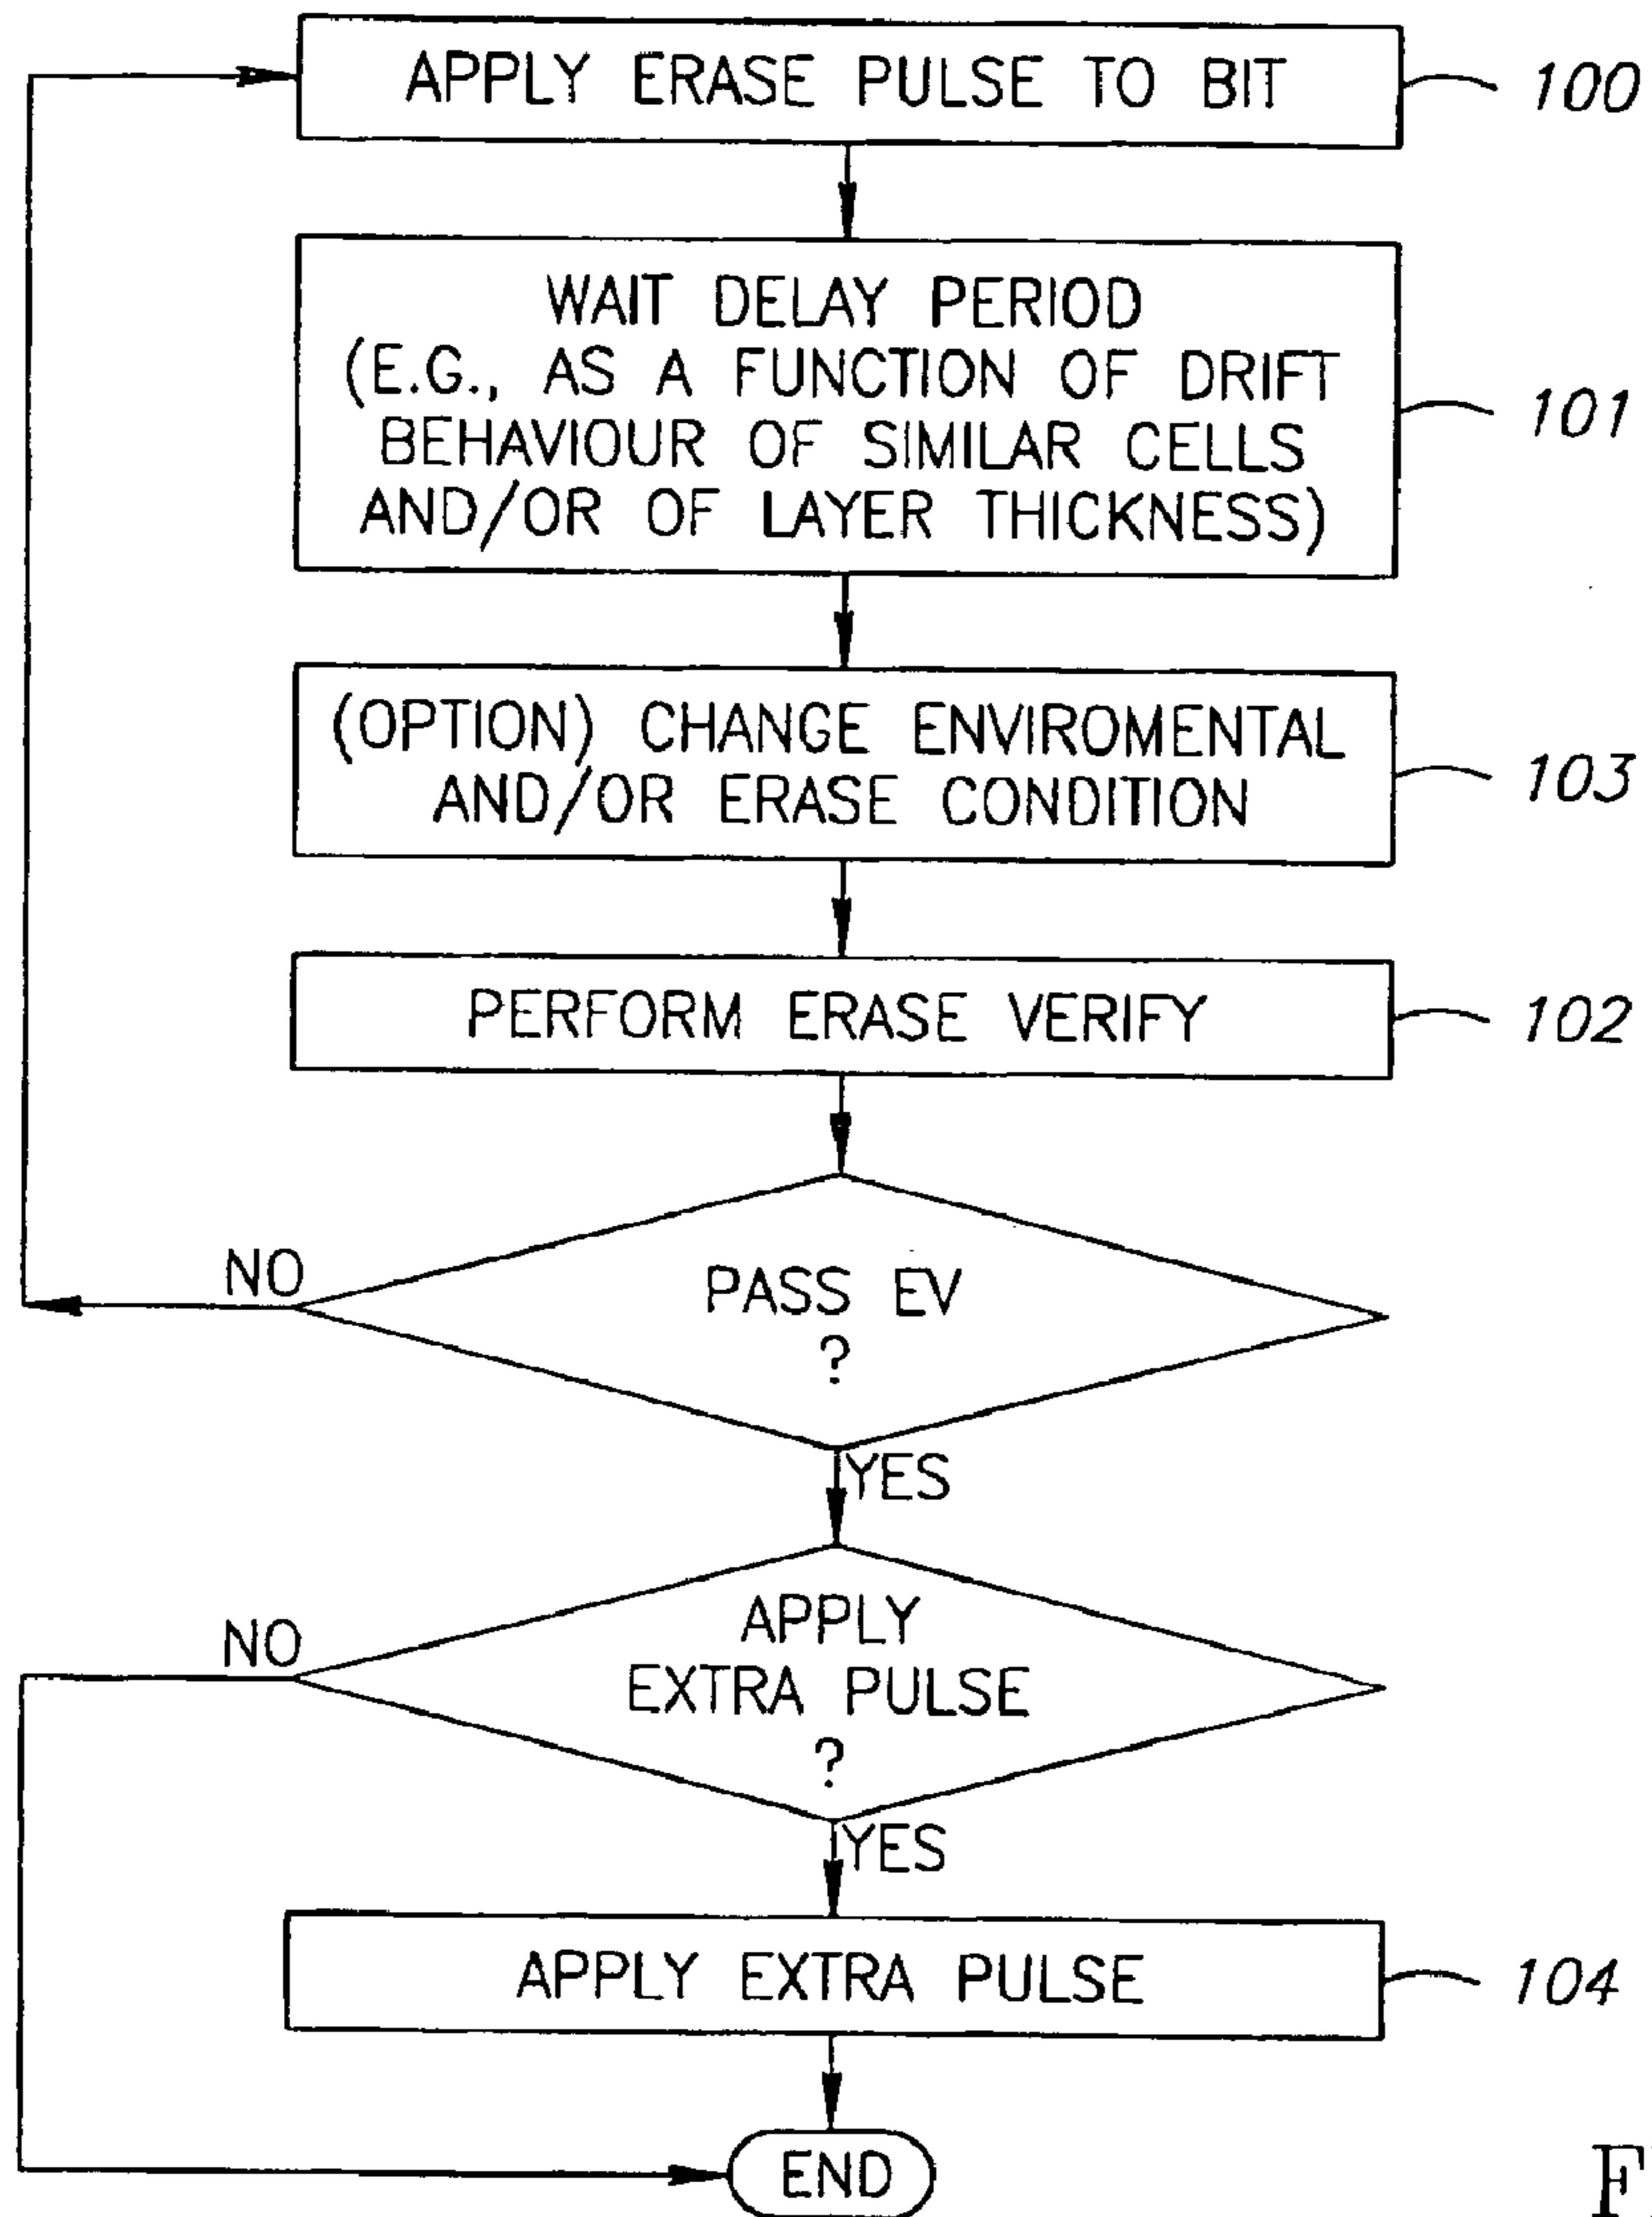 APPLY ERASE PULSE TO BIT
100
WAIT DELAY PERIOD
(E.G., AS A FUNCTION OF DRIFT
BEHAVIOUR OF SIMILAR CELLS
AND/OR OF LAYER THICKNESS)
101
(OPTION) CHANGE ENVIROMENTAL
AND/OR ERASE CONDITION
103
PERFORM ERASE VERIFY
102
NO
PASS EV
?
YES
NO
APPLY
EXTRA PULSE
?
YES
APPLY EXTRA PULSE
104
END
F